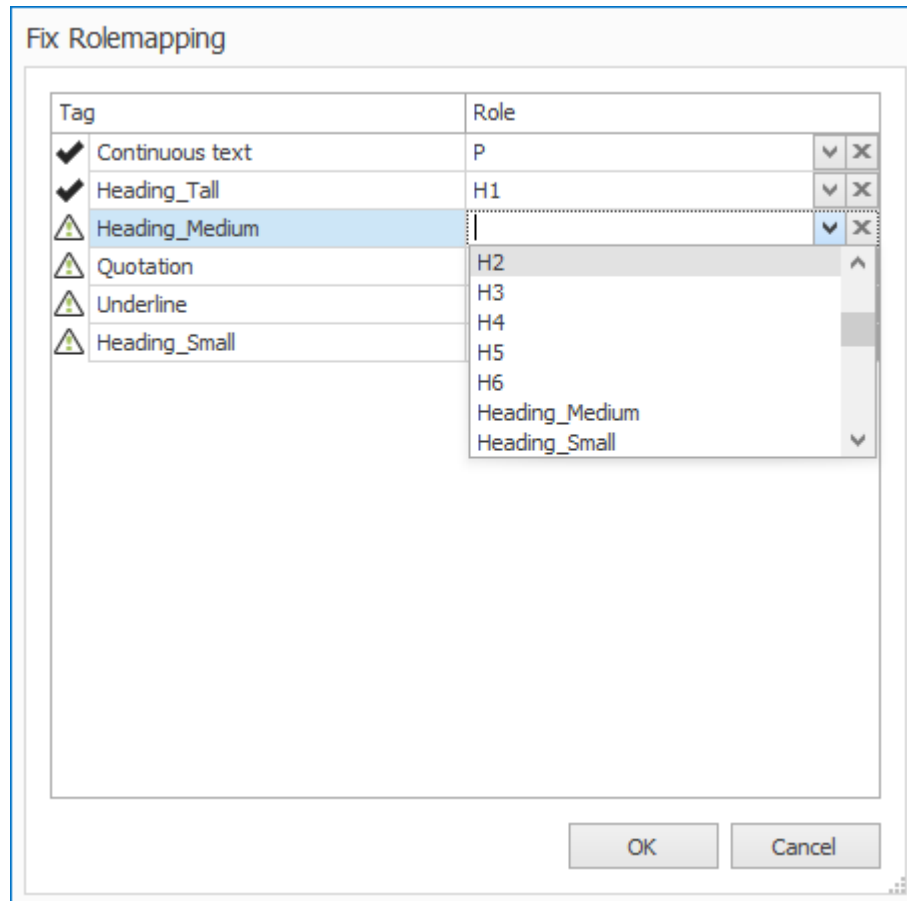 Fix Rolemapping
Tag Role
Continuous text P
Heading_Tall H1
Heading_Medium
Quotation H2
Underline H3
Heading_Small H4
H5
H6
Heading_Medium
Heading_Small
OK Cancel